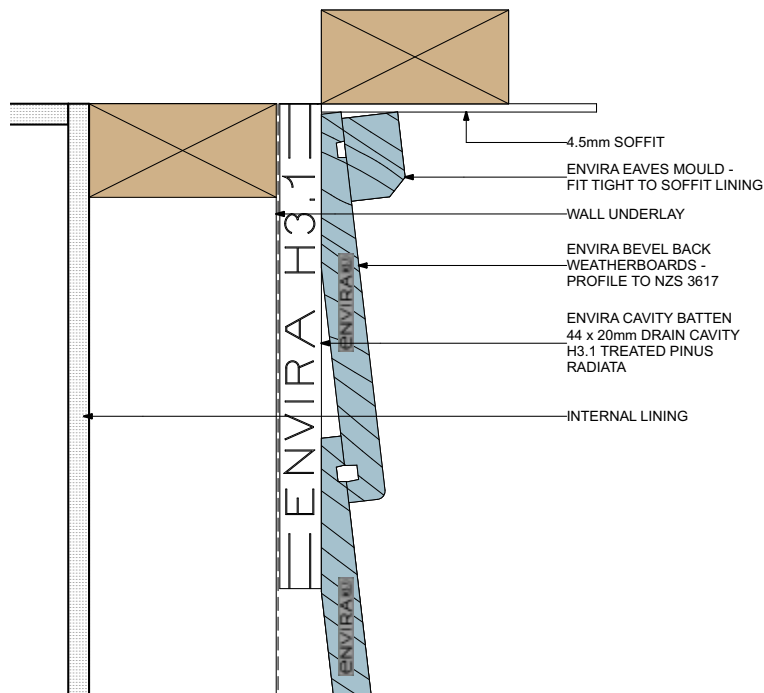 4.5mm SOFFIT
ENVIRA EAVES MOULD -
FIT TIGHT TO SOFFIT LINING
WALL UNDERLAY
ENVIRA BEVEL BACK
WEATHERBOARDS -
PROFILE TO NZS 3617
ENVIRA CAVITY BATTEN
44 x 20mm DRAIN CAVITY
H3.1 TREATED PINUS
RADIATA
INTERNAL LINING
ENVIRA H3.1
ENVIRA
ENVIRA